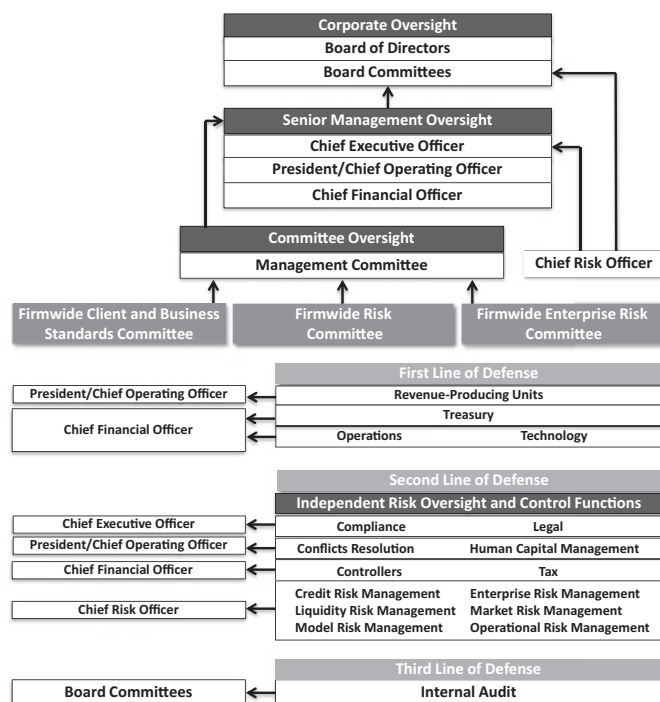 Corporate Oversight
Board of Directors
Board Committees
Senior Management Oversight
Chief Executive Officer
President/Chief Operating Officer
Chief Financial Officer
Committee Oversight
Management Committee
Chief Risk Officer
Firmwide Client and Business
Standards Committee
Firmwide Risk
Committee
Firmwide Enterprise Risk
Committee
First Line of Defense
President/Chief Operating Officer
Revenue-Producing Units
Chief Financial Officer
Treasury
Operations
Technology
Second Line of Defense
Independent Risk Oversight and Control Functions
Chief Executive Officer
Compliance
Legal
President/Chief Operating Officer
Conflicts Resolution
Human Capital Management
Chief Financial Officer
Controllers
Tax
Chief Risk Officer
Credit Risk Management
Enterprise Risk Management
Liquidity Risk Management
Market Risk Management
Model Risk Management
Operational Risk Management
Third Line of Defense
Board Committees
Internal Audit